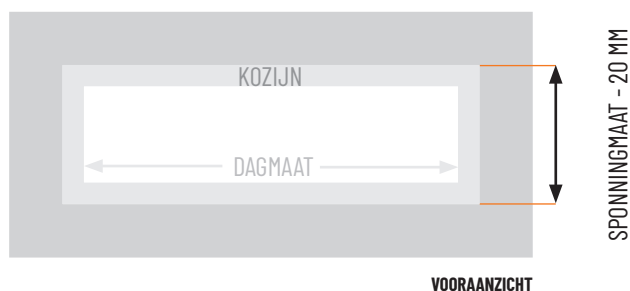 KOZIJN
DAGMAAT
SPONNINGMAAT - 20 MM
VOORAANZICHT